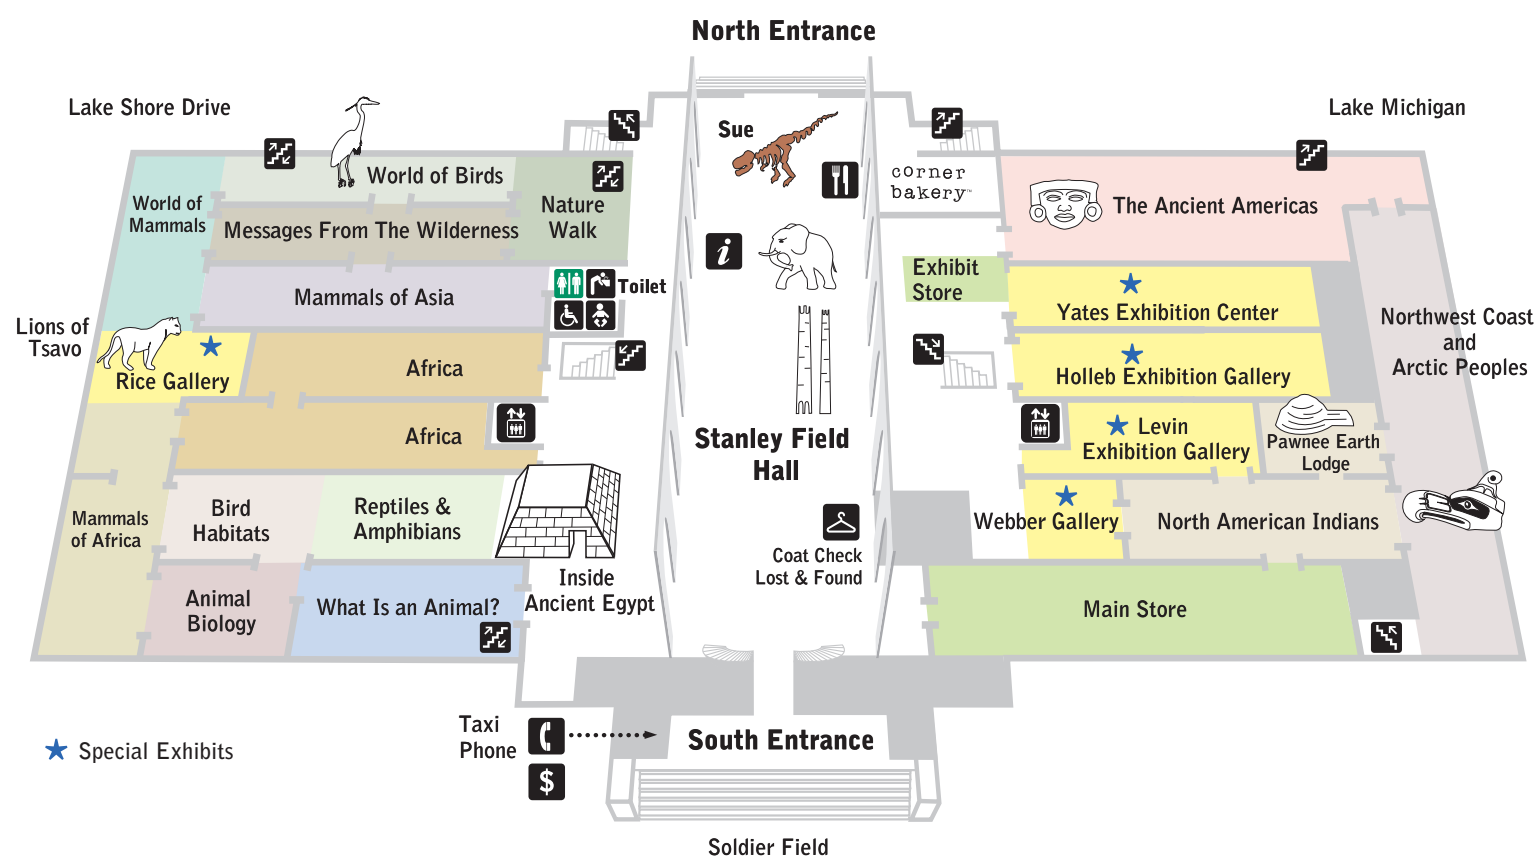 North Entrance
Lake Shore Drive
Lake Michigan
Sue
corner
bakery™
World of Birds
World of
Mammals
Nature
Walk
Messages From The Wilderness
The Ancient Americas
i
Exhibit
Store
Toilet
Mammals of Asia
Yates Exhibition Center
Lions of
Tsavo
Rice Gallery
Africa
Holleb Exhibition Gallery
Northwest Coast
and
Arctic Peoples
Africa
Stanley Field
Hall
Levin
Exhibition Gallery
Pawnee Earth
Lodge
Mammals
of Africa
Bird
Habitats
Reptiles &
Amphibians
Webber Gallery
North American Indians
Coat Check
Lost & Found
Inside
Ancient Egypt
Animal
Biology
What Is an Animal?
Main Store
Taxi
Phone
$
South Entrance
Special Exhibits
Soldier Field